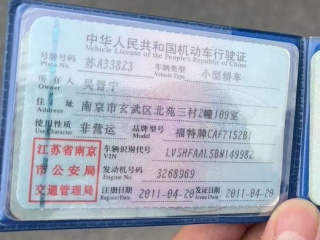 中华人民共和国机动车行驶证
Vehicle License of the People's Republic of China
号牌号码 苏A338Z3 车辆类型 小型轿车
Plate No. Vehicle Type
所有人 吴晋宁
Owner
住址 南京市玄武区北苑三村2幢109室
Address
使用性质 非营运 品牌型号 福特牌CAF7152B1
江苏省南京
市公安局
交通管理局
车辆识别代号 LVSHFAAL5BN149982
VIN
发动机号码 3268969
Engine No.
注册日期 2011-04-20 发证日期 2011-04-20
Register Date Issue Date